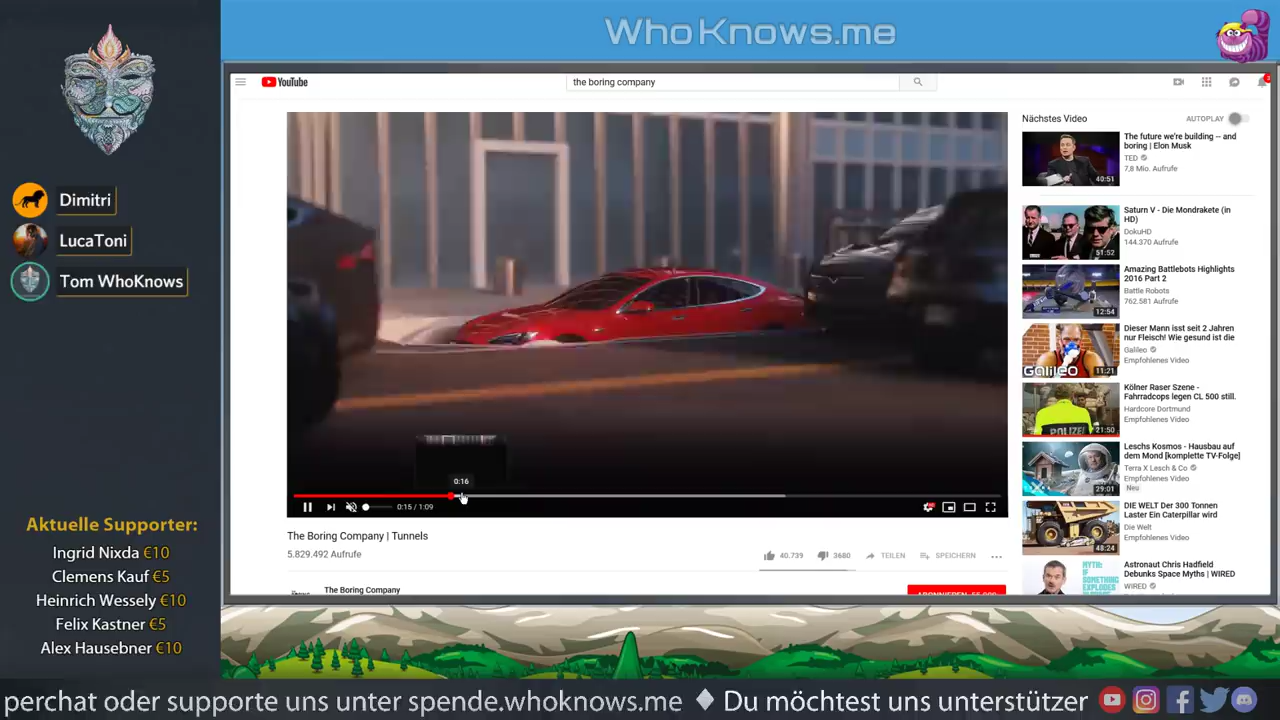 WhoKnows.me
YouTube
the boring company
3
Dimitri
LucaToni
Tom WhoKnows
Aktuelle Supporter:
Ingrid Nixda €10
Clemens Kauf €5
Heinrich Wessely €10
Felix Kastner €5
Alex Hausebner €10
0:16
0:15 / 1:09
The Boring Company | Tunnels
5.829.492 Aufrufe
40.739
3680
TEILEN
SPEICHERN
The Boring Company
Nächstes Video
AUTOPLAY
The future we're building -- and
boring | Elon Musk
TED
7,8 Mio. Aufrufe
40:51
Saturn V - Die Mondrakete (in
HD)
DokuHD
144.370 Aufrufe
51:52
Amazing Battlebots Highlights
2016 Part 2
Battle Robots
762.581 Aufrufe
12:54
Dieser Mann isst seit 2 Jahren
nur Fleisch! Wie gesund ist die
Galileo
Empfohlenes Video
GALILEO
11:21
Kölner Raser Szene -
Fahrradcops legen CL 500 still.
Hardcore Dortmund
Empfohlenes Video
POLIZEI
21:50
Leschs Kosmos - Hausbau auf
dem Mond [komplette TV-Folge]
Terra X Lesch & Co
Empfohlenes Video
Neu
29:01
DIE WELT Der 300 Tonnen
Laster Ein Caterpillar wird
Die Welt
Empfohlenes Video
48:24
Astronaut Chris Hadfield
Debunks Space Myths | WIRED
WIRED
MYTH:
IF
SOMETHING
EXPLODES
perchat oder supporte uns unter spende.whoknows.me ♦ Du möchtest uns unterstützer